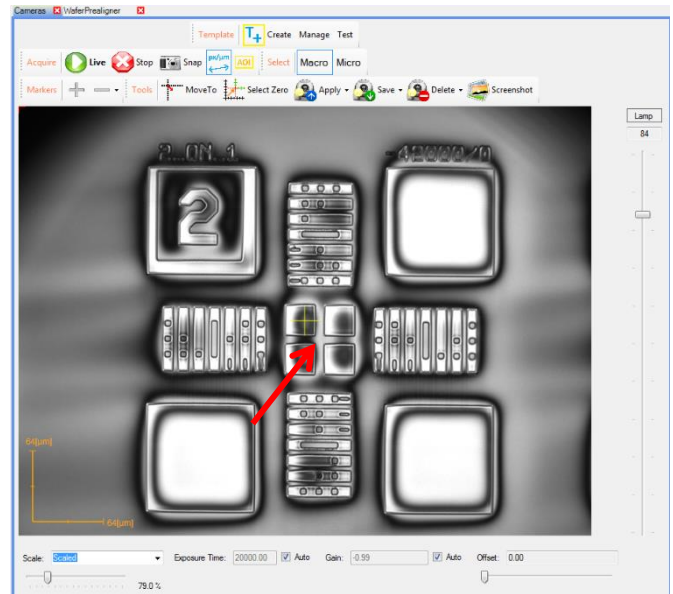 Cameras WaferPrealigner
Template T+ Create Manage Test
Acquire Live Stop Snap px/µm AOI Select Macro Micro
Markers Tools MoveTo Select Zero Apply Save Delete Screenshot
Lamp
84
2
64[µm]
64[µm]
Scale: Scaled Exposure Time: 20000.00 Auto Gain: -0.99 Auto Offset: 0.00
79.0 %